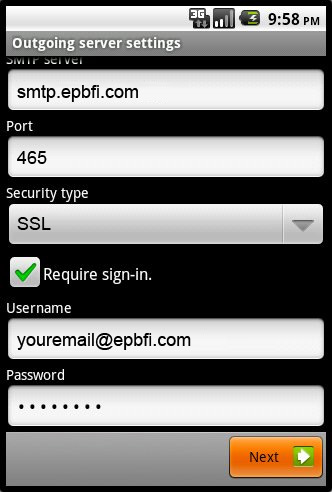 3G
9:58 PM
Outgoing server settings
SMTP server
smtp.epbfi.com
Port
465
Security type
SSL
Require sign-in.
Username
youremail@epbfi.com
Password
••••••••
Next